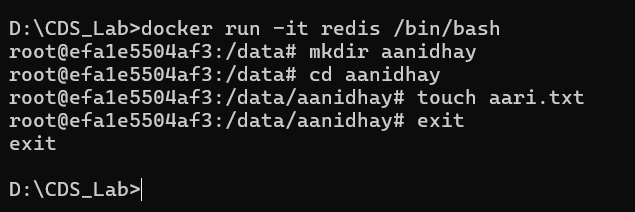 D:\CDS_Lab>docker run -it redis /bin/bash
root@efa1e5504af3:/data# mkdir aanidhay
root@efa1e5504af3:/data# cd aanidhay
root@efa1e5504af3:/data/aanidhay# touch aari.txt
root@efa1e5504af3:/data/aanidhay# exit
exit
D:\CDS_Lab>